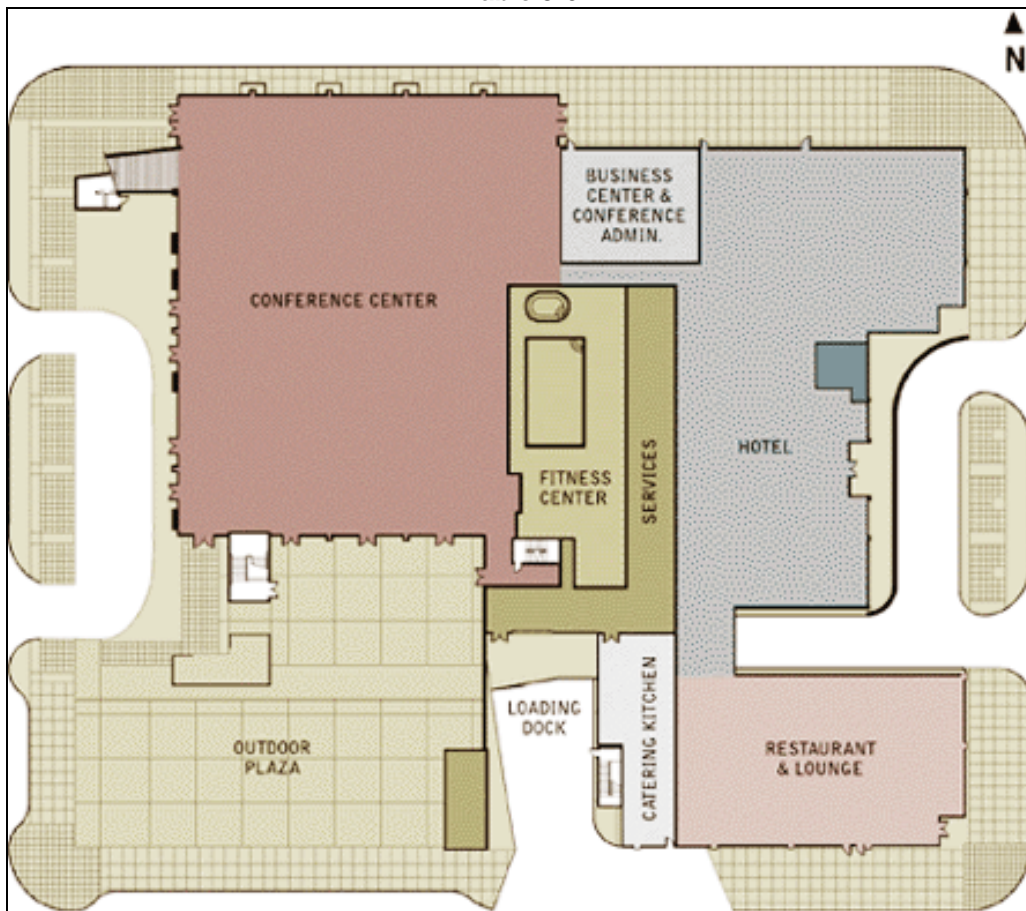 N
BUSINESS
CENTER &
CONFERENCE
ADMIN.
CONFERENCE CENTER
HOTEL
FITNESS
CENTER
SERVICES
LOADING
DOCK
CATERING KITCHEN
OUTDOOR
PLAZA
RESTAURANT
& LOUNGE